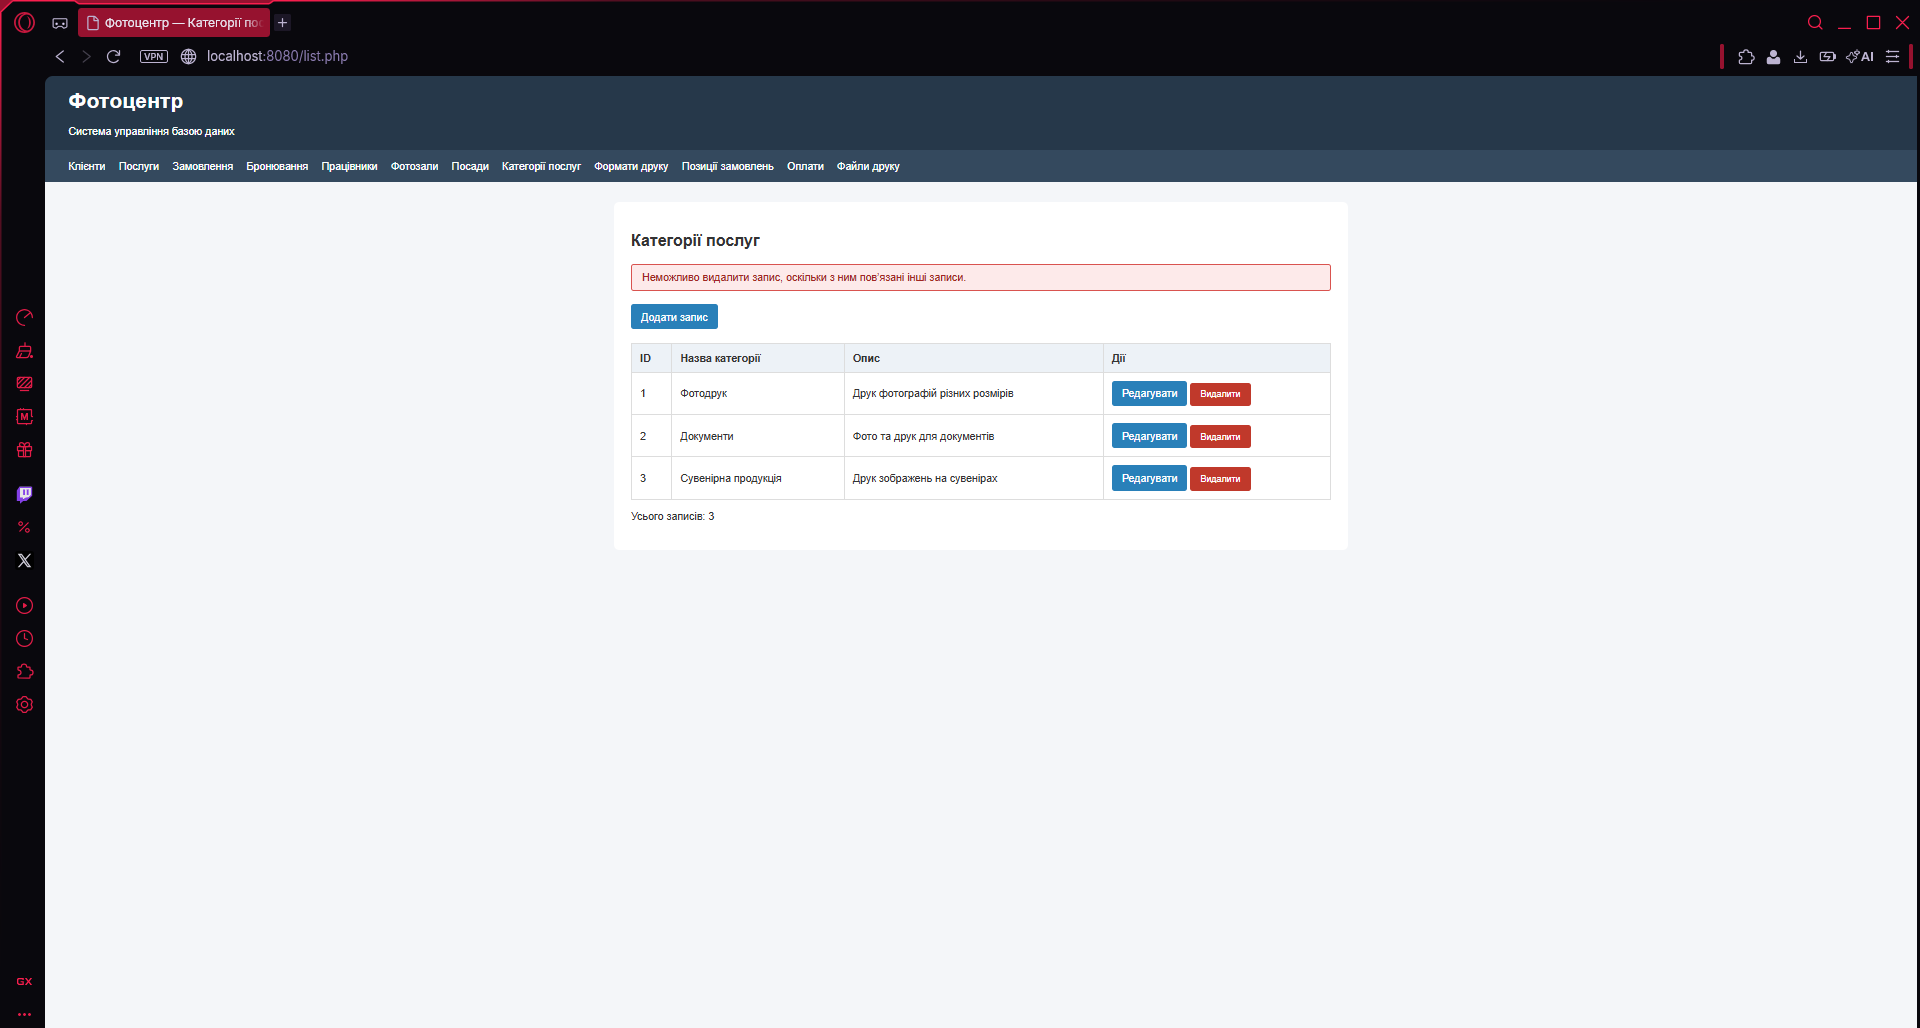 Фотоцентр — Категорії по
VPN localhost:8080/list.php AI
Фотоцентр
Система управління базою даних
Клієнти Послуги Замовлення Бронювання Працівники Фотозали Посади Категорії послуг Формати друку Позиції замовлень Оплати Файли друку
Категорії послуг
Неможливо видалити запис, оскільки з ним пов'язані інші записи.
Додати запис
ID Назва категорії Опис Дії
1 Фотодрук Друк фотографій різних розмірів Редагувати Видалити
2 Документи Фото та друк для документів Редагувати Видалити
3 Сувенірна продукція Друк зображень на сувенірах Редагувати Видалити
Усього записів: 3
M
GX